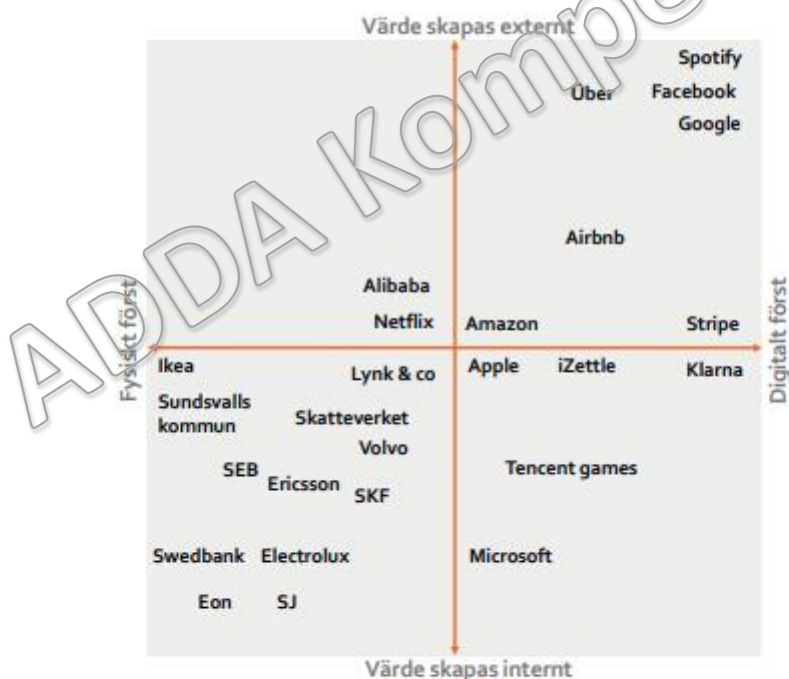 Värde skapas externt
Spotify
Über
Facebook
Google
Airbnb
Alibaba
Netflix
Amazon
Stripe
Fysiskt först
Digitalt först
Ikea
Lynk & co
Apple
iZettle
Klarna
Sundsvalls
kommun
Skatteverket
Volvo
SEB
Ericsson
SKF
Tencent games
Swedbank
Electrolux
Microsoft
Eon
SJ
Värde skapas internt
ADDA Kompe